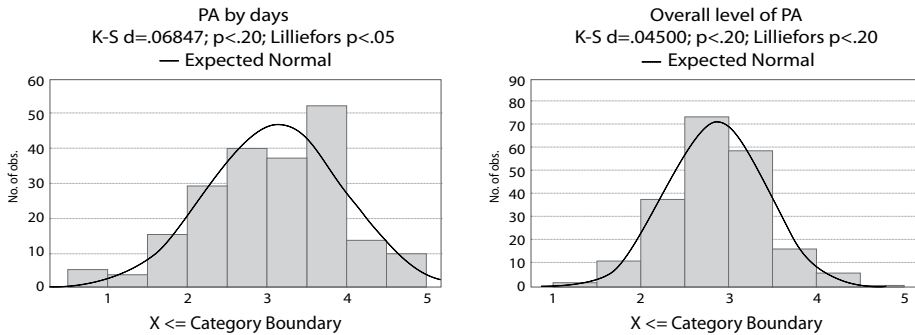 PA by days
K-S d=.06847; p<.20; Lilliefors p<.05
— Expected Normal
60
50
40
30
20
10
0
No. of obs.
1 2 3 4 5
X <= Category Boundary
Overall level of PA
K-S d=.04500; p<.20; Lilliefors p<.20
— Expected Normal
90
80
70
60
50
40
30
20
10
0
No. of obs.
1 2 3 4 5
X <= Category Boundary